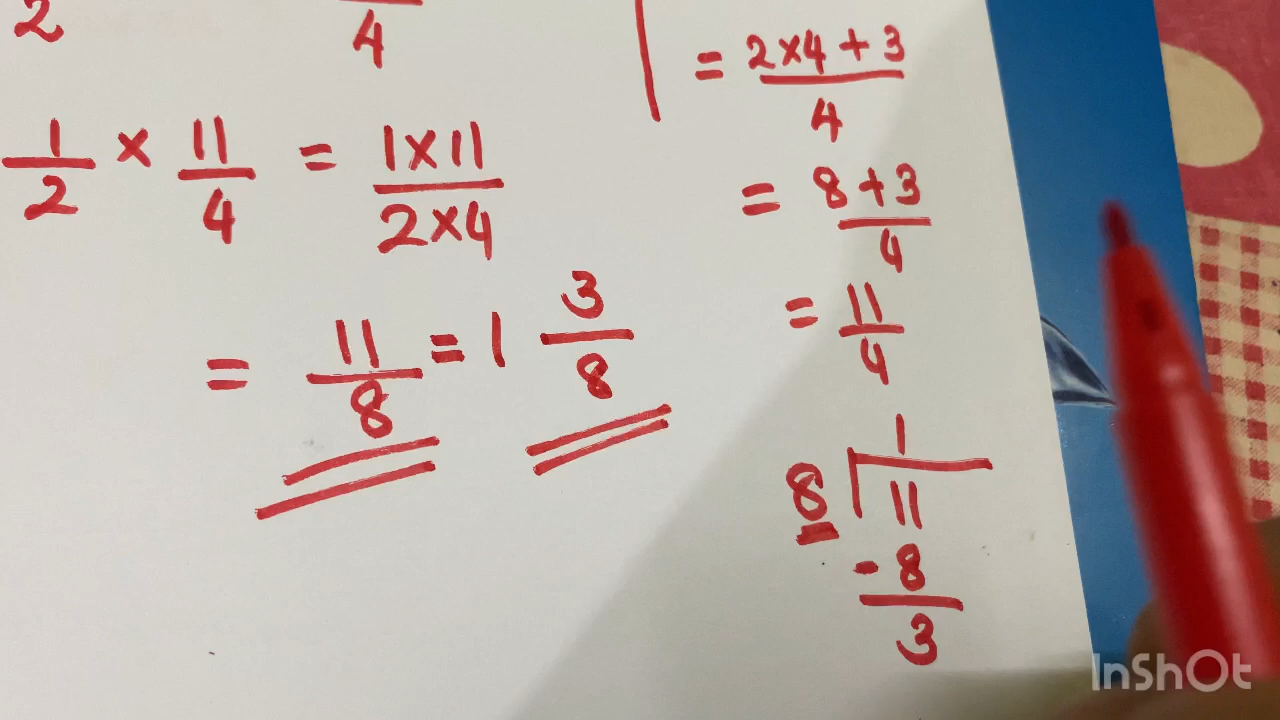 2 4
1/2 × 11/4 = 1×11/2×4
= 11/8 = 1 3/8
= 2×4+3/4
= 8+3/4
= 11/4
1
8 11
- 8
3
InShOt